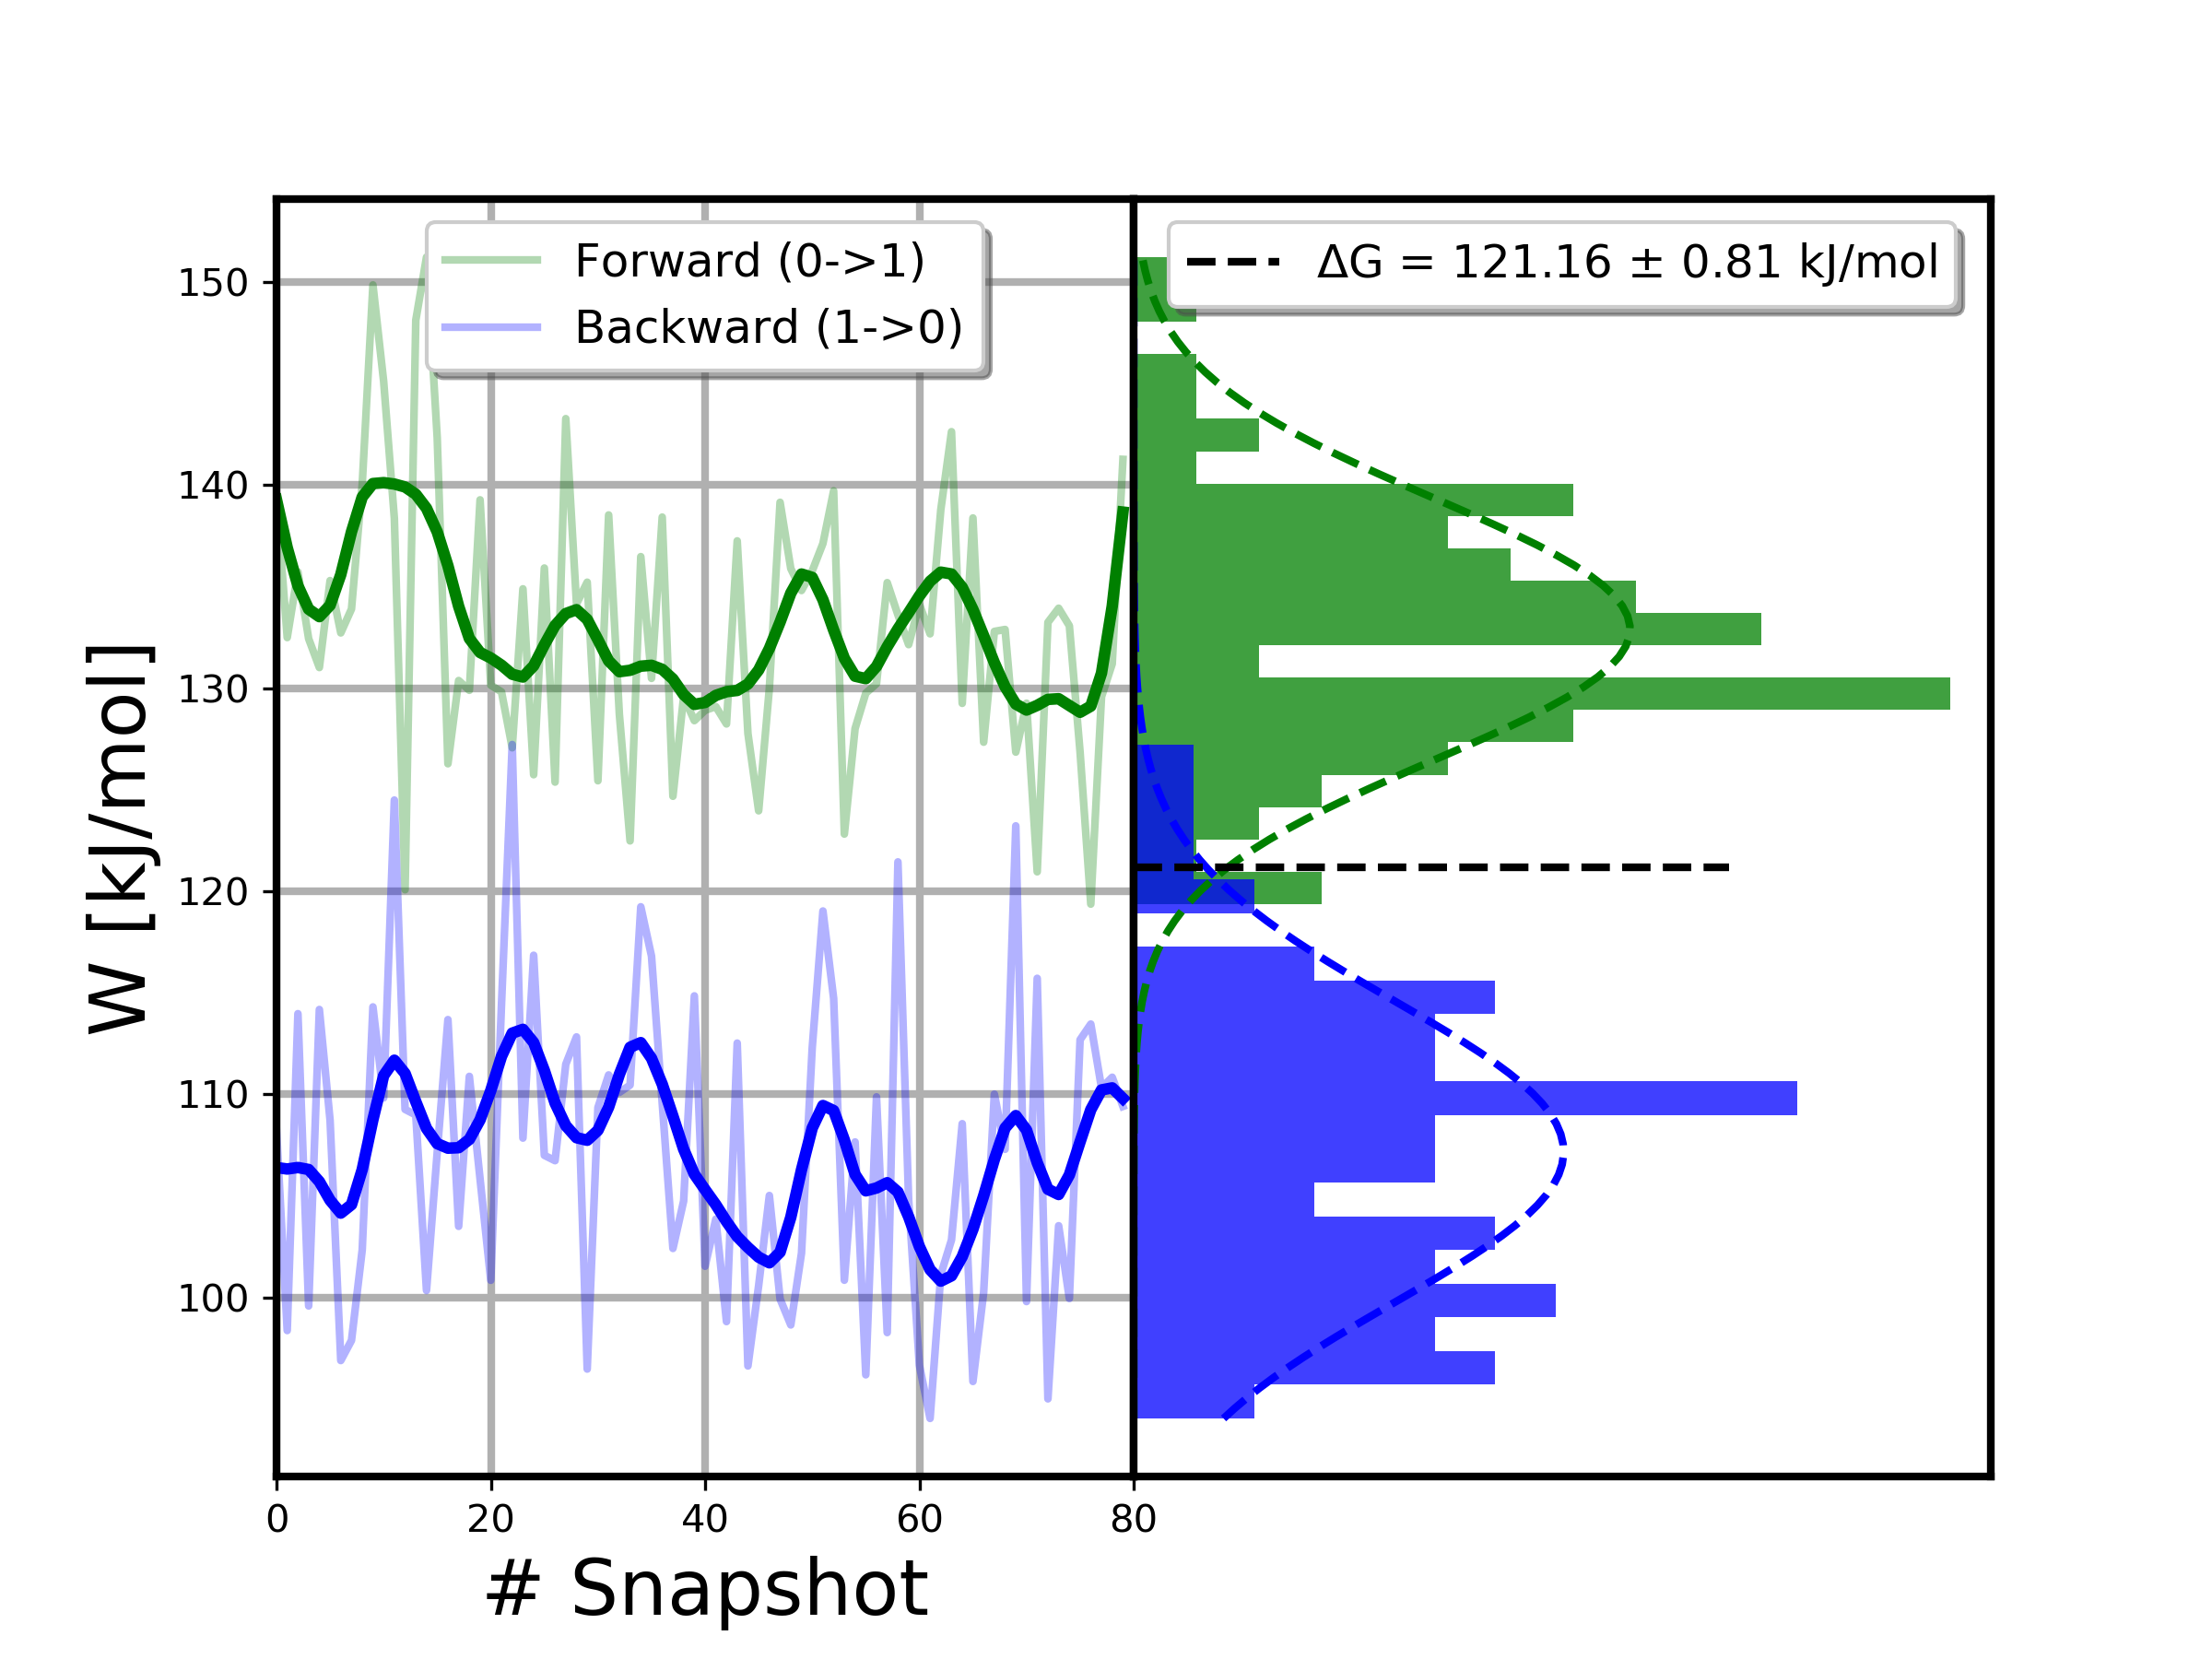 Forward (0->1)
Backward (1->0)
ΔG = 121.16 ± 0.81 kJ/mol
150
140
130
120
110
100
W [kJ/mol]
0 20 40 60 80
# Snapshot